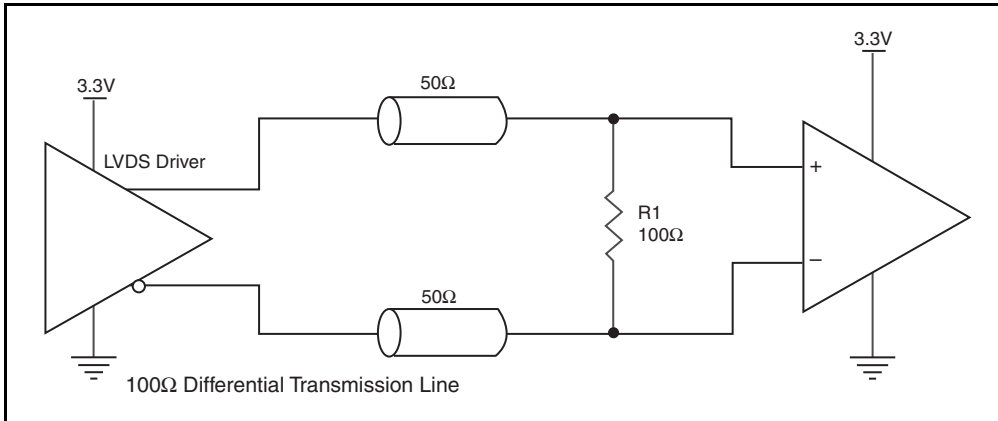 3.3V
3.3V
50Ω
LVDS Driver
+
R1
100Ω
–
50Ω
100Ω Differential Transmission Line